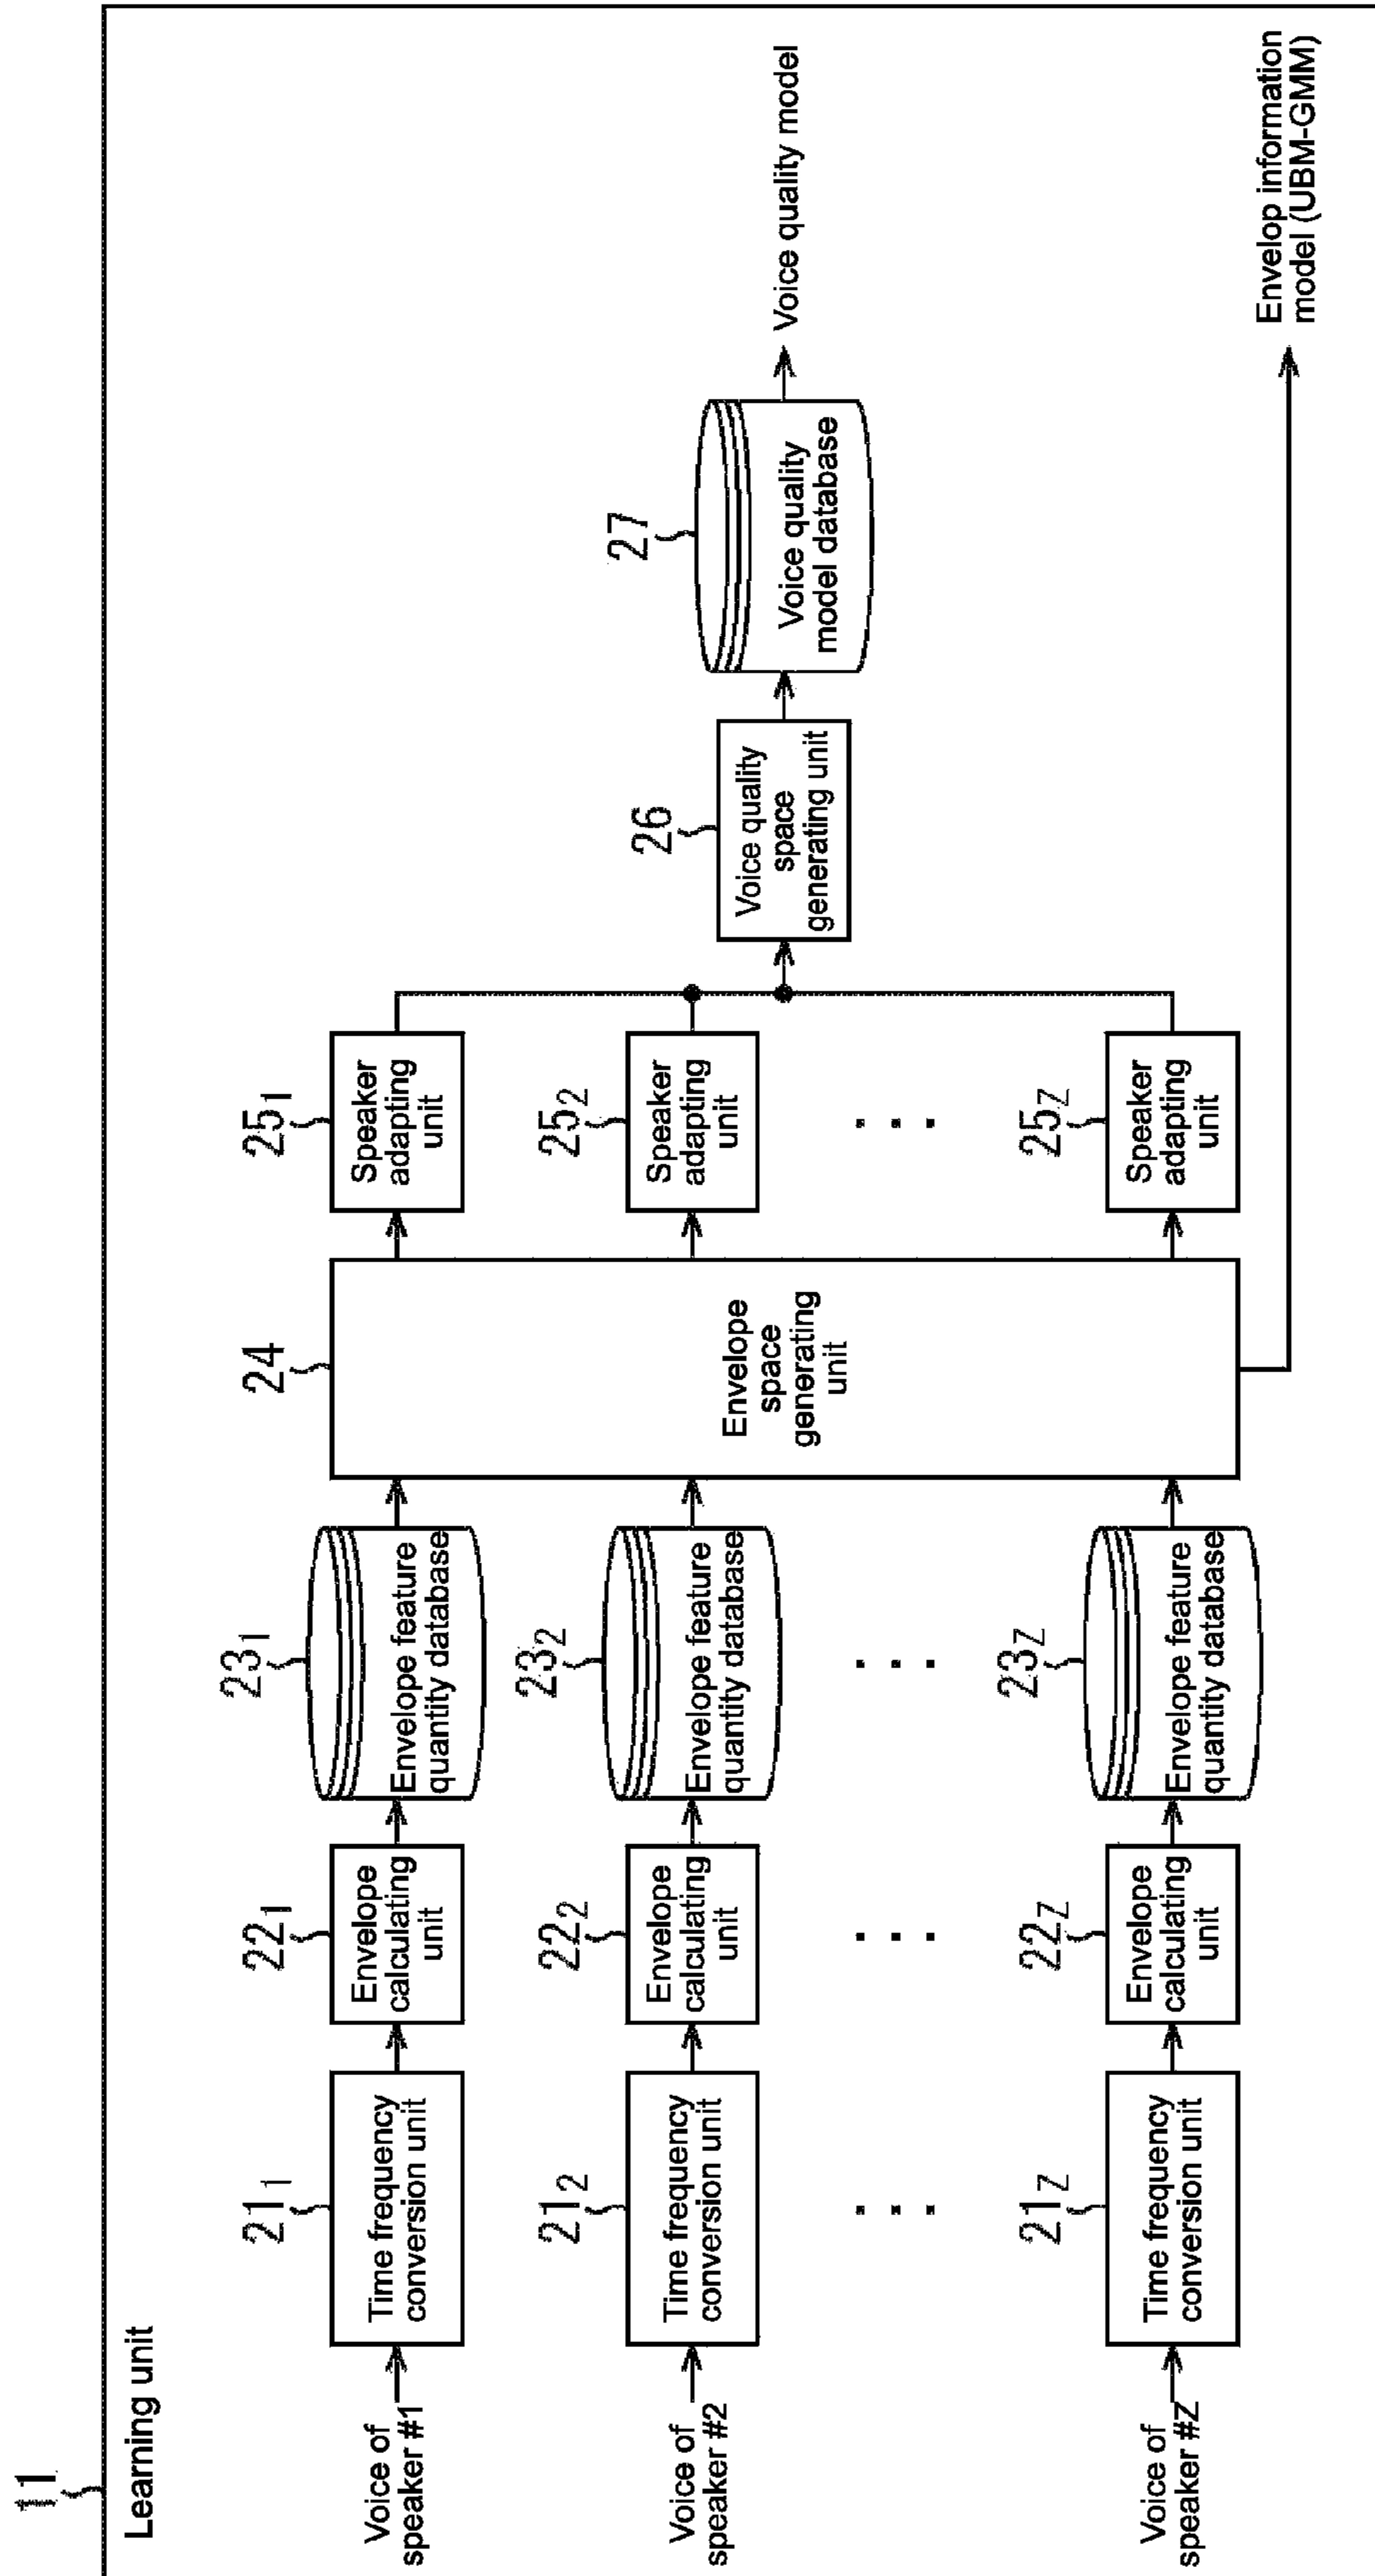 11
Learning unit
Voice of
speaker #1
21₁
Time frequency
conversion unit
22₁
Envelope
calculating
unit
23₁
Envelope feature
quantity database
Voice of
speaker #2
21₂
Time frequency
conversion unit
22₂
Envelope
calculating
unit
23₂
Envelope feature
quantity database
. . .
. . .
. . .
Voice of
speaker #Z
21Z
Time frequency
conversion unit
22Z
Envelope
calculating
unit
23Z
Envelope feature
quantity database
24
Envelope
space
generating
unit
25₁
Speaker
adapting
unit
25₂
Speaker
adapting
unit
. . .
25Z
Speaker
adapting
unit
26
Voice quality
space
generating unit
27
Voice quality
model database
Voice quality model
Envelop information
model (UBM-GMM)